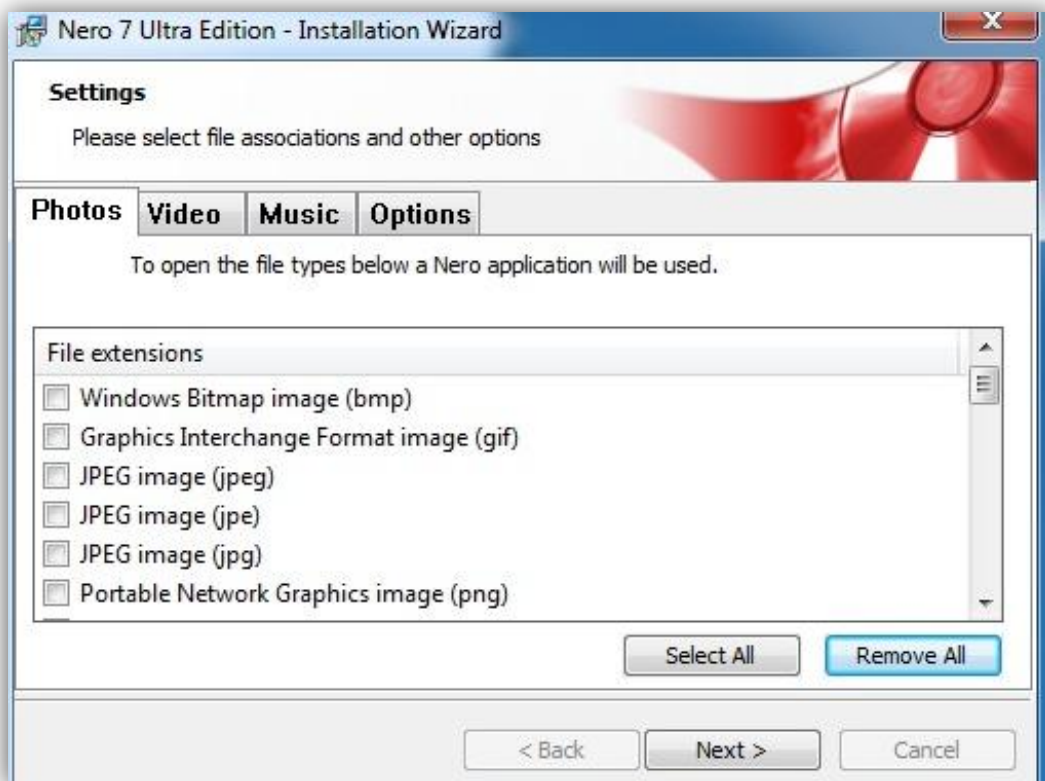 Nero 7 Ultra Edition - Installation Wizard
Settings
Please select file associations and other options
Photos Video Music Options
To open the file types below a Nero application will be used.
File extensions
Windows Bitmap image (bmp)
Graphics Interchange Format image (gif)
JPEG image (jpeg)
JPEG image (jpe)
JPEG image (jpg)
Portable Network Graphics image (png)
Select All Remove All
< Back Next > Cancel